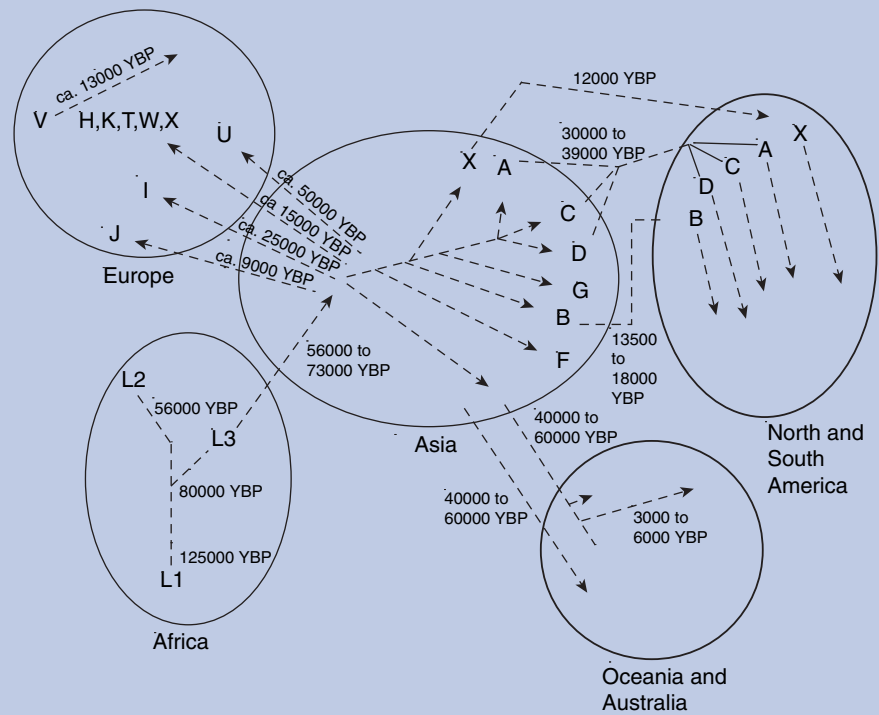 ca. 13000 YBP
V
H,K,T,W,X
U
I
J
Europe
ca. 50000 YBP
ca 15000 YBP
ca. 25000 YBP
ca. 9000 YBP
X
A
C
D
G
B
F
Asia
12000 YBP
30000 to
39000 YBP
X
A
C
D
B
13500
to
18000
YBP
North and
South
America
56000 to
73000 YBP
L2
56000 YBP
L3
80000 YBP
125000 YBP
L1
Africa
40000 to
60000 YBP
40000 to
60000 YBP
3000 to
6000 YBP
Oceania and
Australia